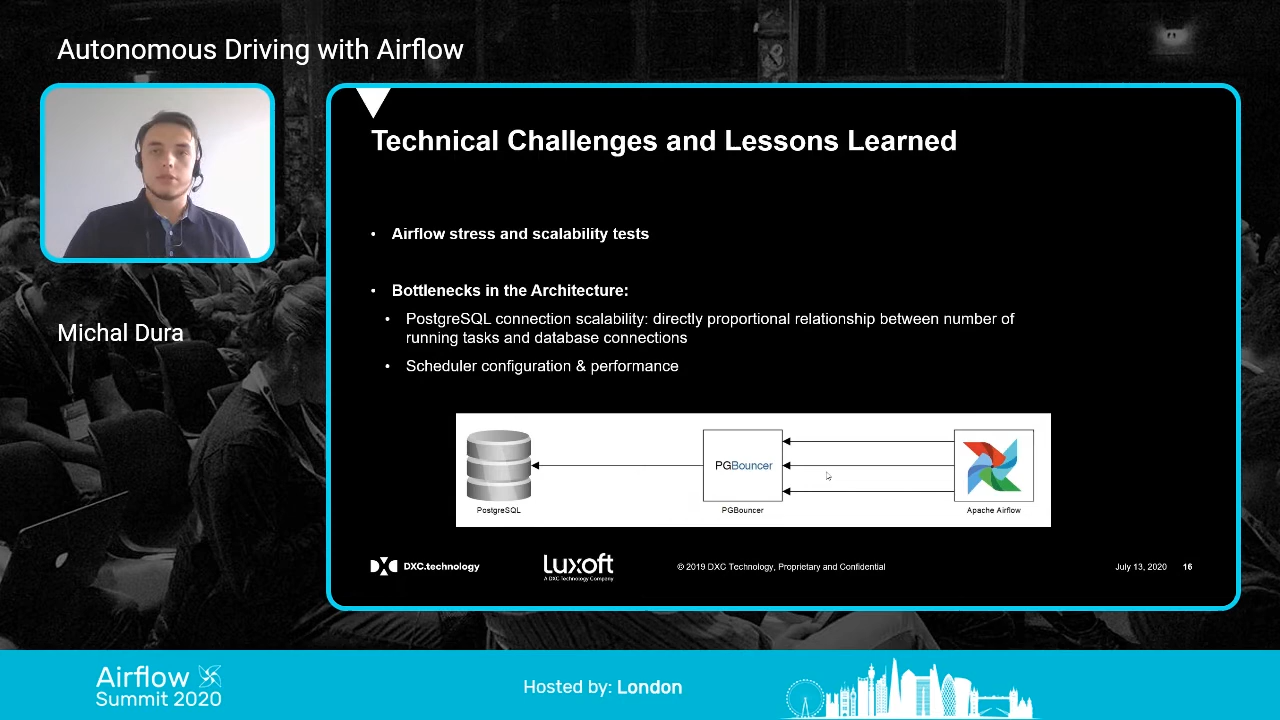 Autonomous Driving with Airflow
Technical Challenges and Lessons Learned
• Airflow stress and scalability tests
• Bottlenecks in the Architecture:
• PostgreSQL connection scalability: directly proportional relationship between number of
running tasks and database connections
• Scheduler configuration & performance
Michal Dura
PGBouncer
PostgreSQL
PGBouncer
Apache Airflow
DXC.technology
Luxoft
A DXC Technology Company
© 2019 DXC Technology, Proprietary and Confidential
July 13, 2020
16
Airflow
Summit 2020
Hosted by: London